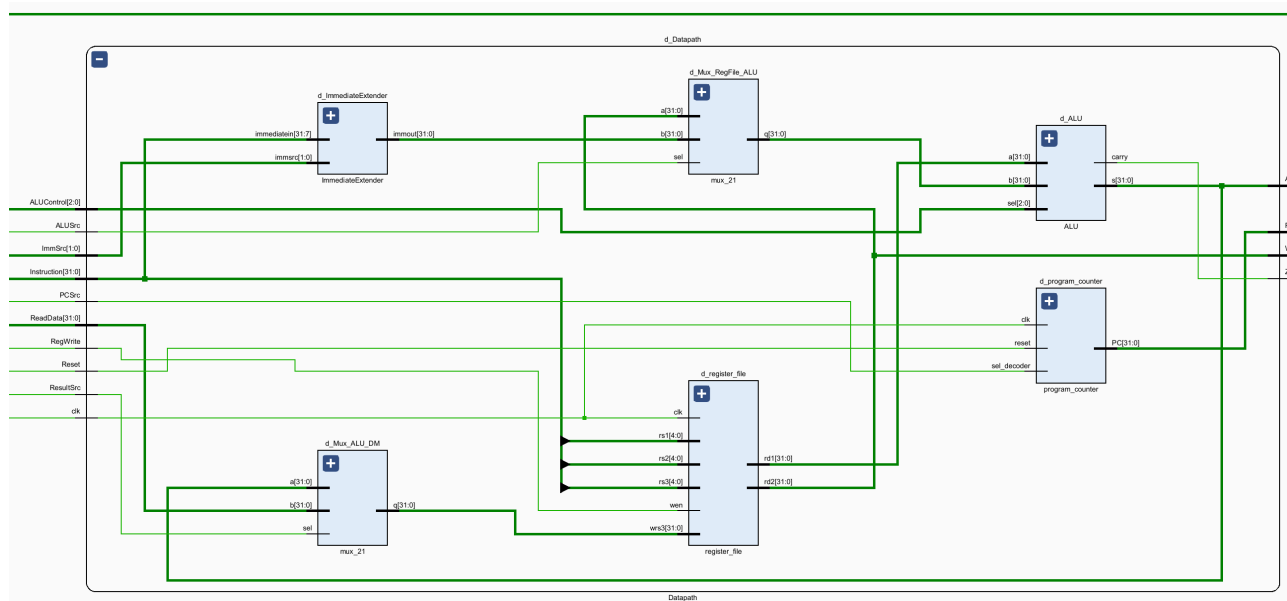 d_Datapath
d_ImmediateExtender
immediatein[31:7]
immsrc[1:0]
immout[31:0]
ImmediateExtender
d_Mux_RegFile_ALU
a[31:0]
b[31:0]
sel
q[31:0]
mux_21
d_ALU
a[31:0]
b[31:0]
sel[2:0]
carry
s[31:0]
ALU
ALUControl[2:0]
ALUSrc
ImmSrc[1:0]
Instruction[31:0]
PCSrc
ReadData[31:0]
RegWrite
Reset
ResultSrc
clk
d_program_counter
clk
reset
sel_decoder
PC[31:0]
program_counter
d_register_file
clk
rs1[4:0]
rs2[4:0]
rs3[4:0]
wen
wrs3[31:0]
rd1[31:0]
rd2[31:0]
register_file
d_Mux_ALU_DM
a[31:0]
b[31:0]
sel
q[31:0]
mux_21
Datapath